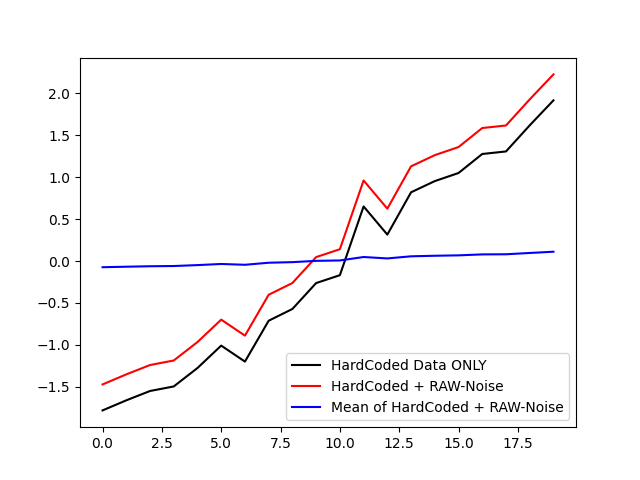 2.0
1.5
1.0
0.5
0.0
−0.5
−1.0
−1.5
HardCoded Data ONLY
HardCoded + RAW-Noise
Mean of HardCoded + RAW-Noise
0.0 2.5 5.0 7.5 10.0 12.5 15.0 17.5